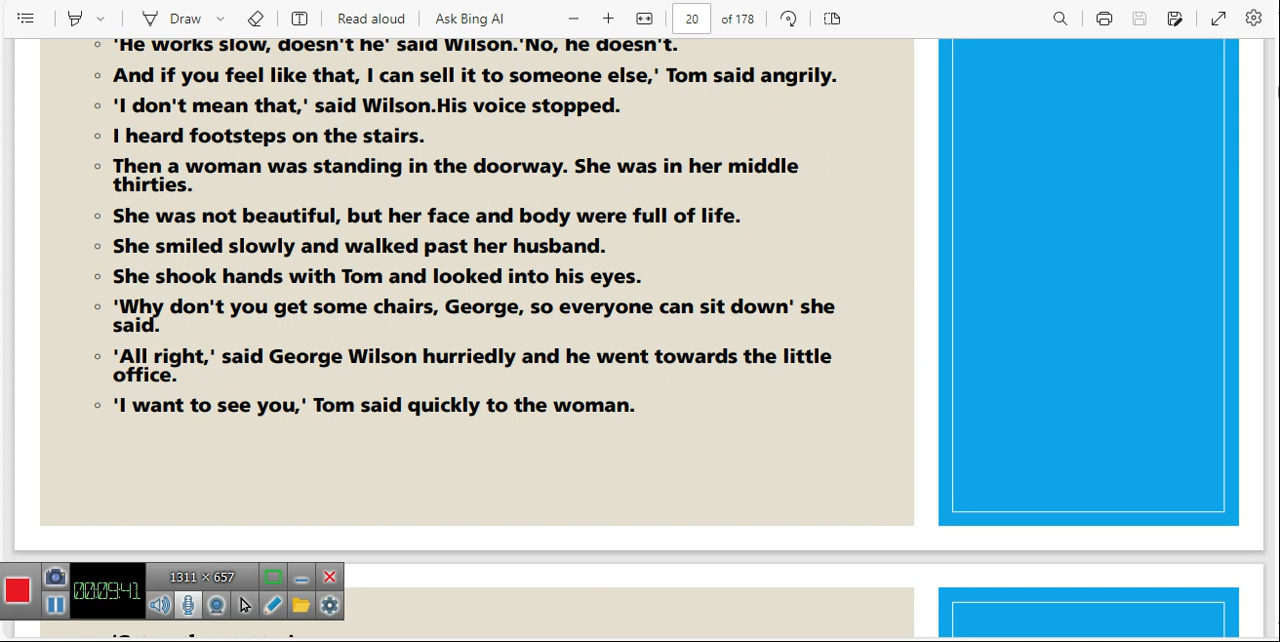 Draw
Read aloud
Ask Bing AI
20
of 178
'He works slow, doesn't he' said Wilson.'No, he doesn't.
And if you feel like that, I can sell it to someone else,' Tom said angrily.
'I don't mean that,' said Wilson.His voice stopped.
I heard footsteps on the stairs.
Then a woman was standing in the doorway. She was in her middle
thirties.
She was not beautiful, but her face and body were full of life.
She smiled slowly and walked past her husband.
She shook hands with Tom and looked into his eyes.
'Why don't you get some chairs, George, so everyone can sit down' she
said.
'All right,' said George Wilson hurriedly and he went towards the little
office.
'I want to see you,' Tom said quickly to the woman.
1311 × 657
00:09:41